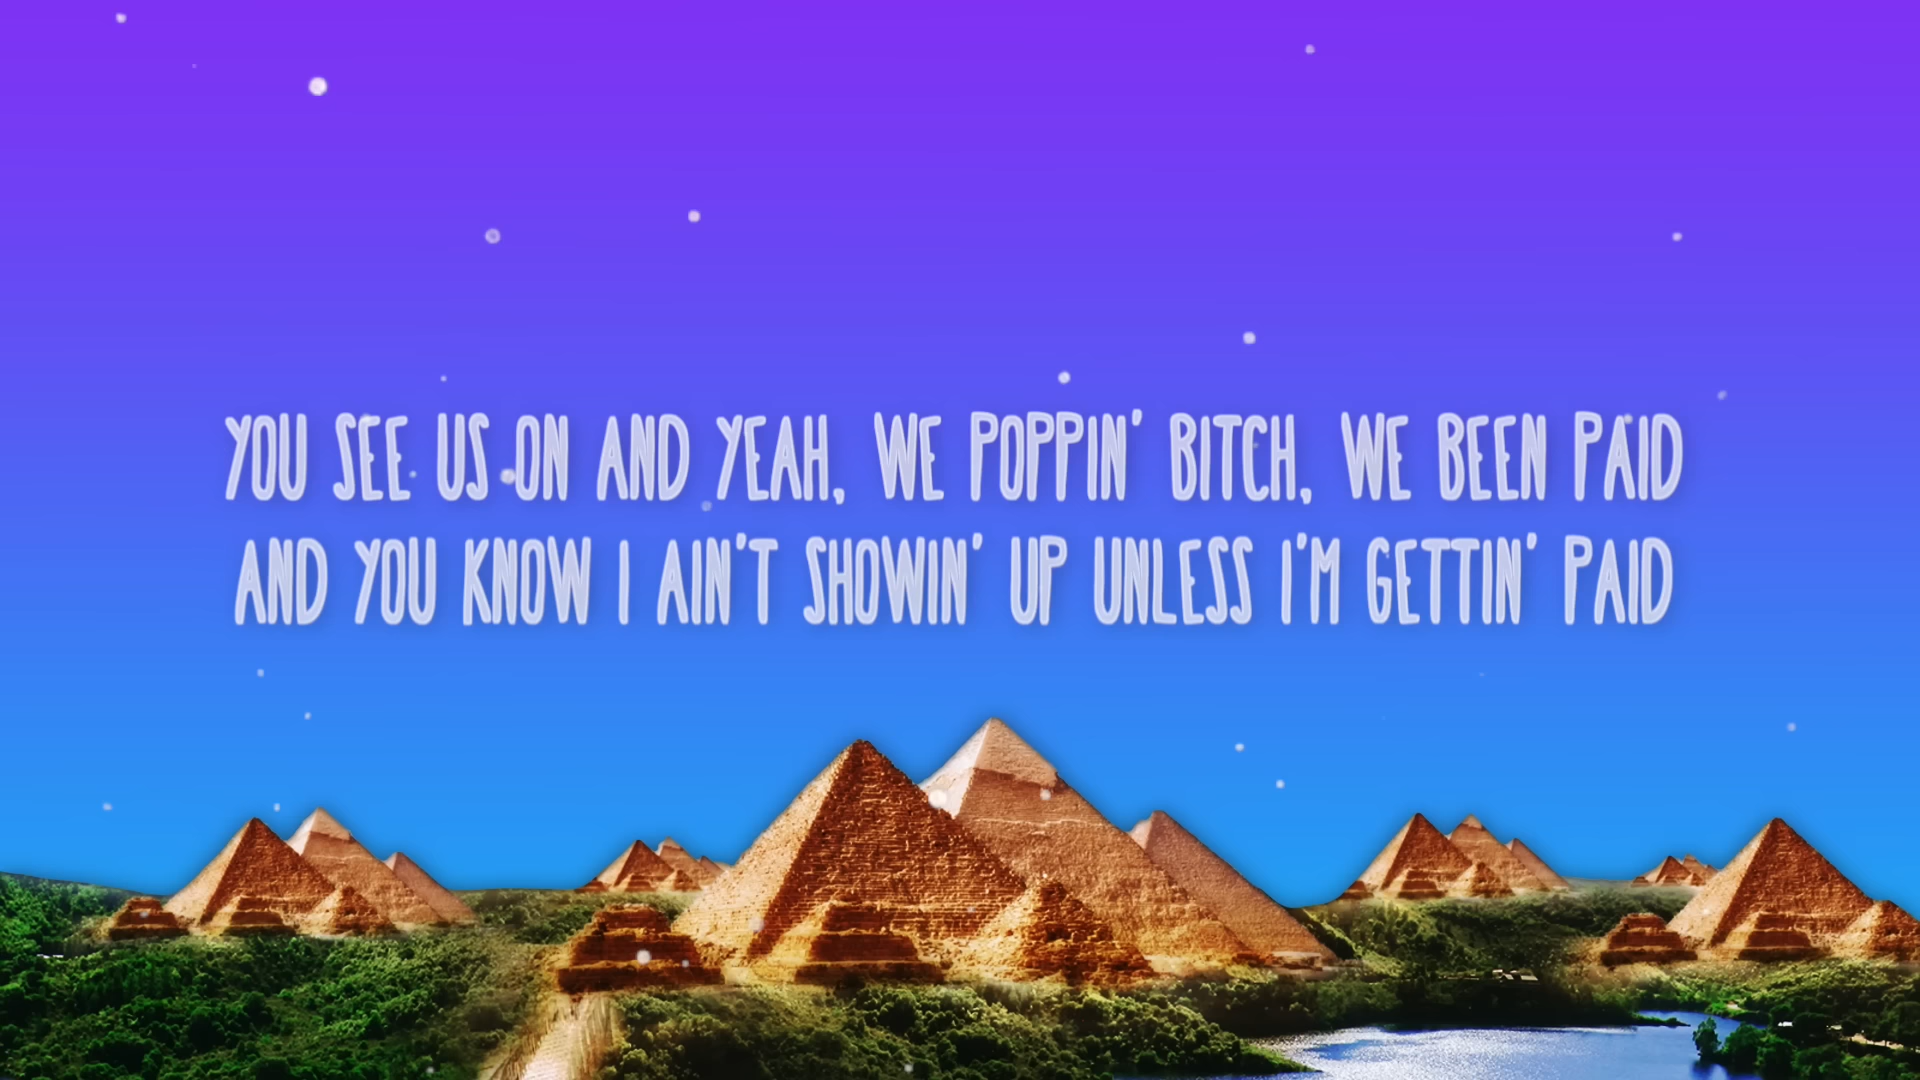 YOU SEE US ON AND YEAH, WE POPPIN' BITCH, WE BEEN PAID
AND YOU KNOW I AIN'T SHOWIN' UP UNLESS I'M GETTIN' PAID